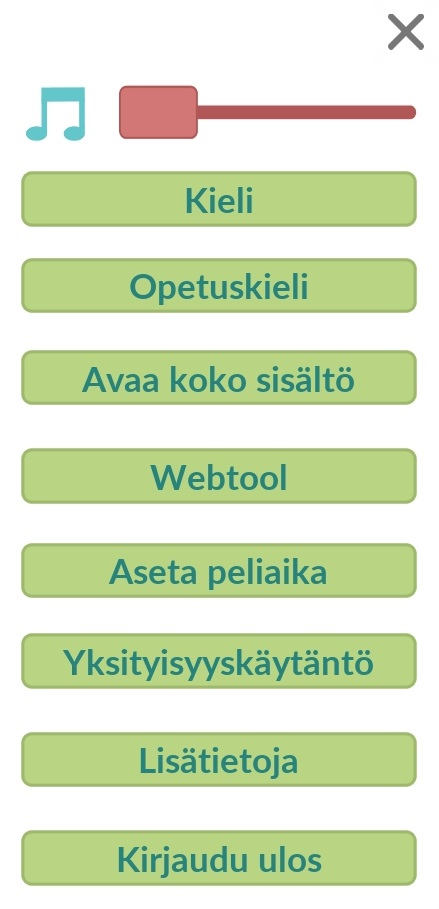 Kieli
Opetuskieli
Avaa koko sisältö
Webtool
Aseta peliaika
Yksityisyyskäytäntö
Lisätietoja
Kirjaudu ulos